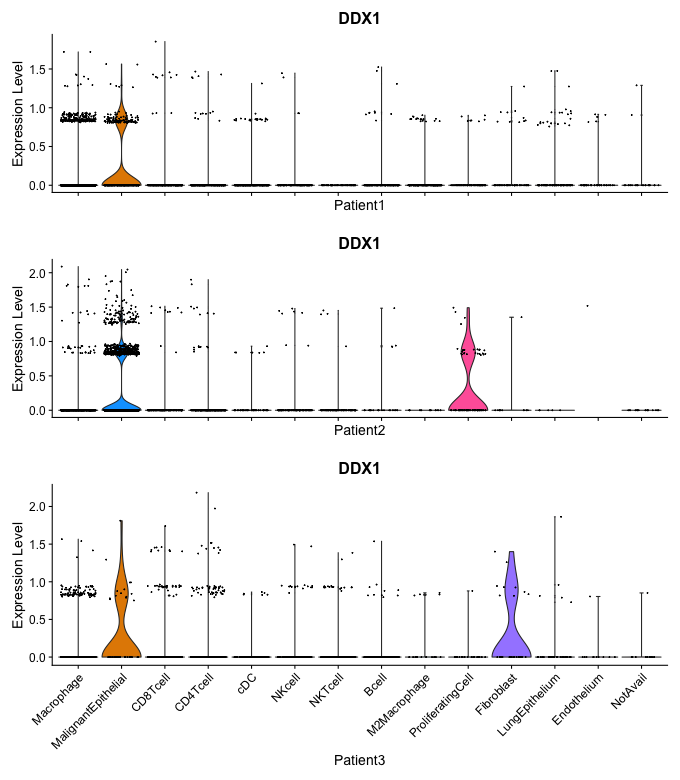 DDX1
Expression Level
1.5
1.0
0.5
0.0
Patient1
DDX1
Expression Level
2.0
1.5
1.0
0.5
0.0
Patient2
DDX1
Expression Level
2.0
1.5
1.0
0.5
0.0
Macrophage
MalignantEpithelial
CD8Tcell
CD4Tcell
cDC
NKcell
NKTcell
Bcell
M2Macrophage
ProliferatingCell
Fibroblast
LungEpithelium
Endothelium
NotAvail
Patient3